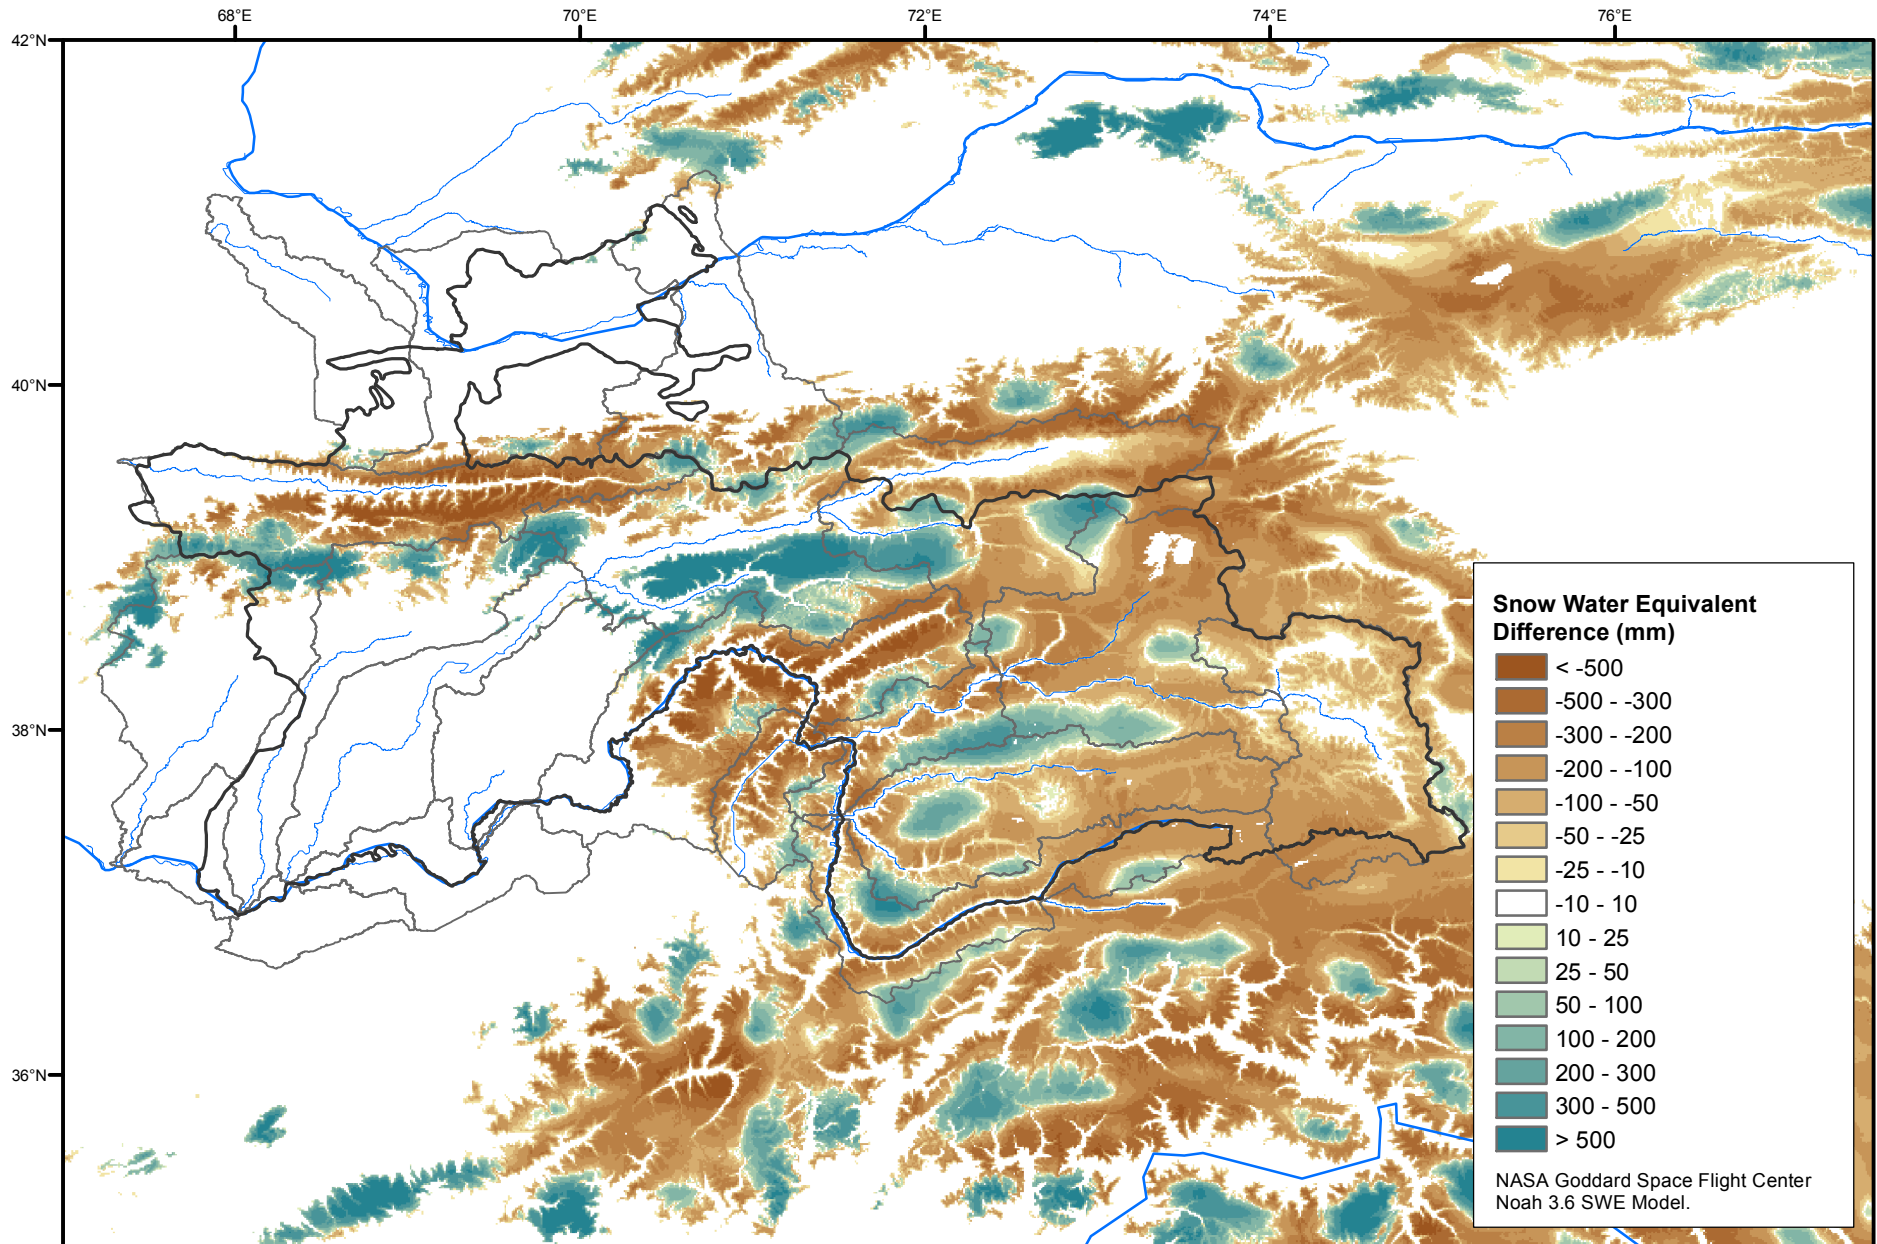 68°E 70°E 72°E 74°E 76°E
42°N
40°N
38°N
36°N
Snow Water Equivalent
Difference (mm)
< -500
-500 - -300
-300 - -200
-200 - -100
-100 - -50
-50 - -25
-25 - -10
-10 - 10
10 - 25
25 - 50
50 - 100
100 - 200
200 - 300
300 - 500
> 500
NASA Goddard Space Flight Center
Noah 3.6 SWE Model.